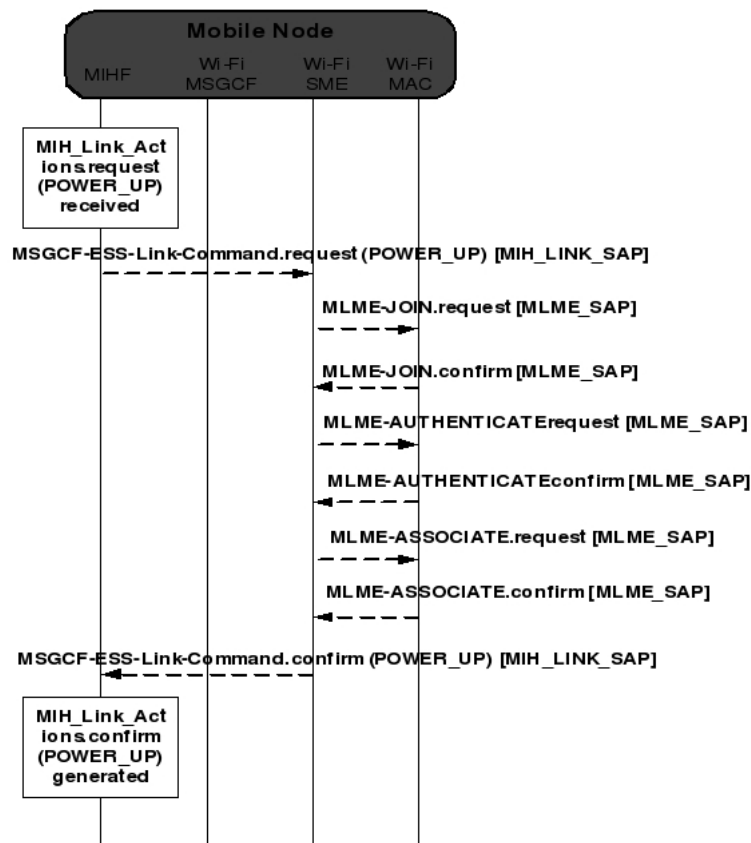 Mobile Node
MIHF
Wi-Fi
MSGCF
Wi-Fi
SME
Wi-Fi
MAC
MIH_Link_Act
ions.request
(POWER_UP)
received
MSGCF-ESS-Link-Command.request (POWER_UP) [MIH_LINK_SAP]
MLME-JOIN.request [MLME_SAP]
MLME-JOIN.confirm [MLME_SAP]
MLME-AUTHENTICATErequest [MLME_SAP]
MLME-AUTHENTICATEconfirm [MLME_SAP]
MLME-ASSOCIATE.request [MLME_SAP]
MLME-ASSOCIATE.confirm [MLME_SAP]
MSGCF-ESS-Link-Command.confirm (POWER_UP) [MIH_LINK_SAP]
MIH_Link_Act
ions.confirm
(POWER_UP)
generated